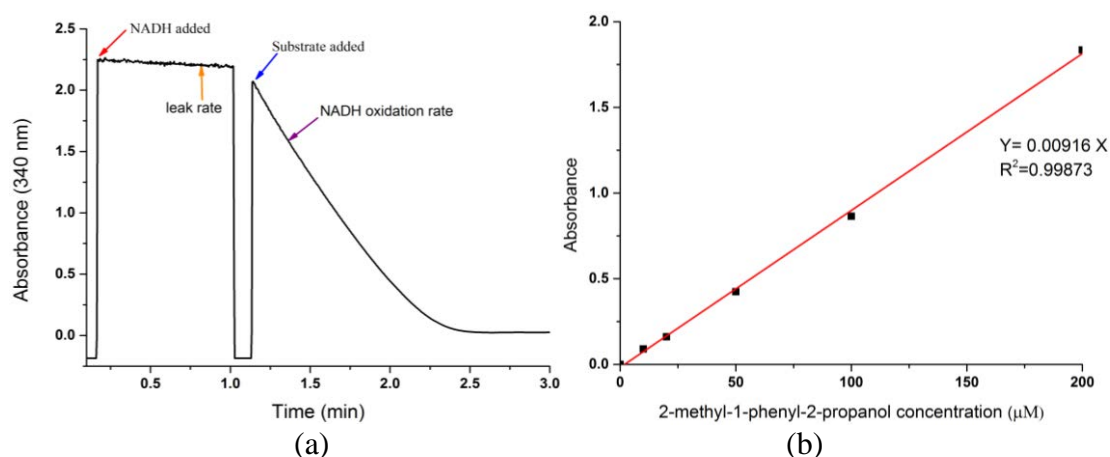 2.5
2.0
1.5
1.0
0.5
0.0
Absorbance (340 nm)
NADH added
Substrate added
leak rate
NADH oxidation rate
0.5
1.0
1.5
2.0
2.5
3.0
Time (min)
(a)
2.0
1.5
1.0
0.5
0.0
Absorbance
Y= 0.00916 X
R²=0.99873
0
50
100
150
200
2-methyl-1-phenyl-2-propanol concentration (μM)
(b)